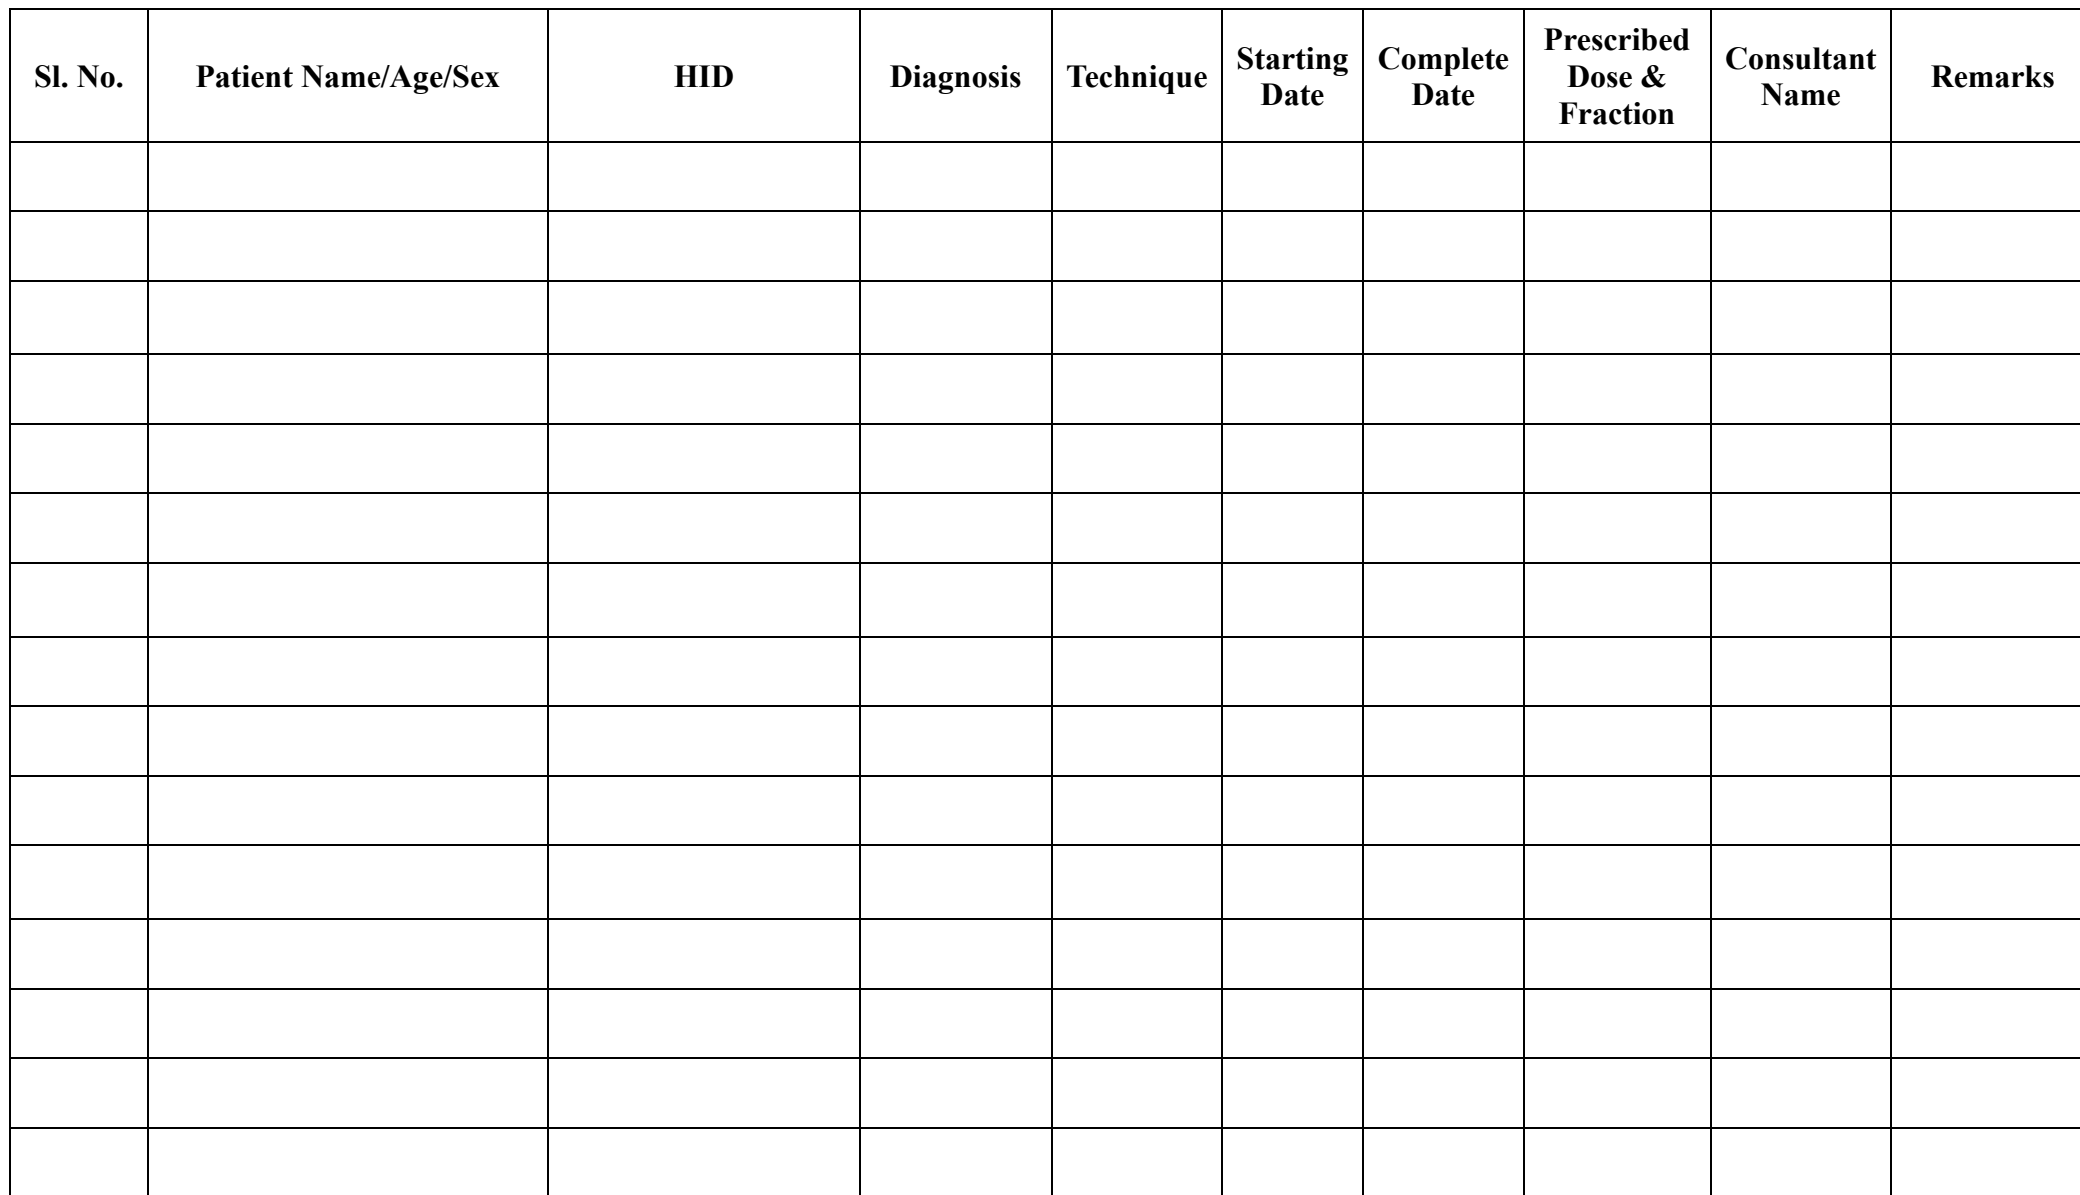 Sl. No.
Patient Name/Age/Sex
HID
Diagnosis
Technique
Starting
Date
Complete
Date
Prescribed
Dose &
Fraction
Consultant
Name
Remarks